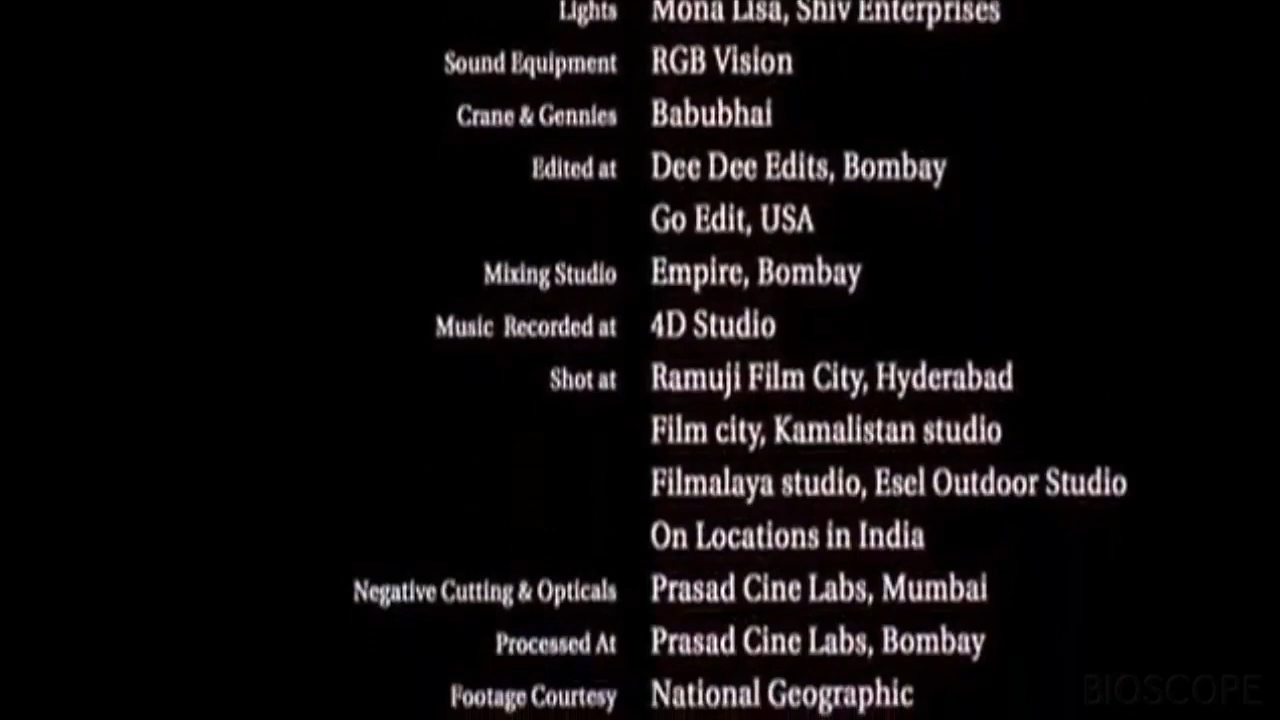 Lights Mona Lisa, Shiv Enterprises
Sound Equipment RGB Vision
Crane & Gennies Babubhai
Edited at Dee Dee Edits, Bombay
Go Edit, USA
Mixing Studio Empire, Bombay
Music Recorded at 4D Studio
Shot at Ramuji Film City, Hyderabad
Film city, Kamalistan studio
Filmalaya studio, Esel Outdoor Studio
On Locations in India
Negative Cutting & Opticals Prasad Cine Labs, Mumbai
Processed At Prasad Cine Labs, Bombay
Footage Courtesy National Geographic
BIOSCOPE